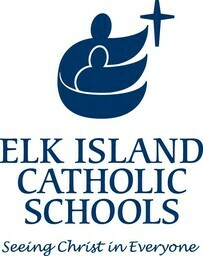 ELK ISLAND
CATHOLIC
SCHOOLS
Seeing Christ in Everyone